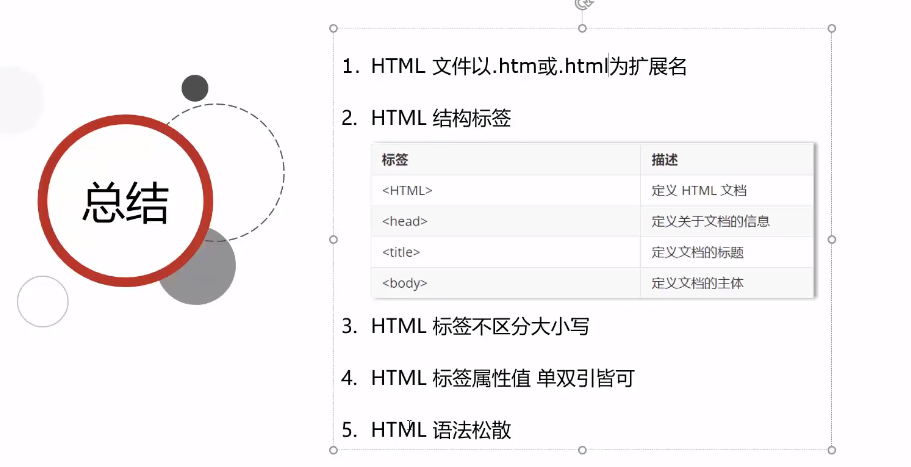 总结
1. HTML 文件以.htm或.html为扩展名
2. HTML 结构标签
标签 描述
<HTML> 定义 HTML 文档
<head> 定义关于文档的信息
<title> 定义文档的标题
<body> 定义文档的主体
3. HTML 标签不区分大小写
4. HTML 标签属性值 单双引皆可
5. HTML 语法松散